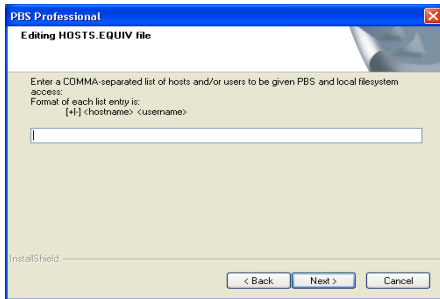 PBS Professional
Editing HOSTS.EQUIV file
Enter a COMMA-separated list of hosts and/or users to be given PBS and local filesystem
access:
Format of each list entry is:
[+|-] <hostname> <username>
InstallShield
< Back
Next >
Cancel